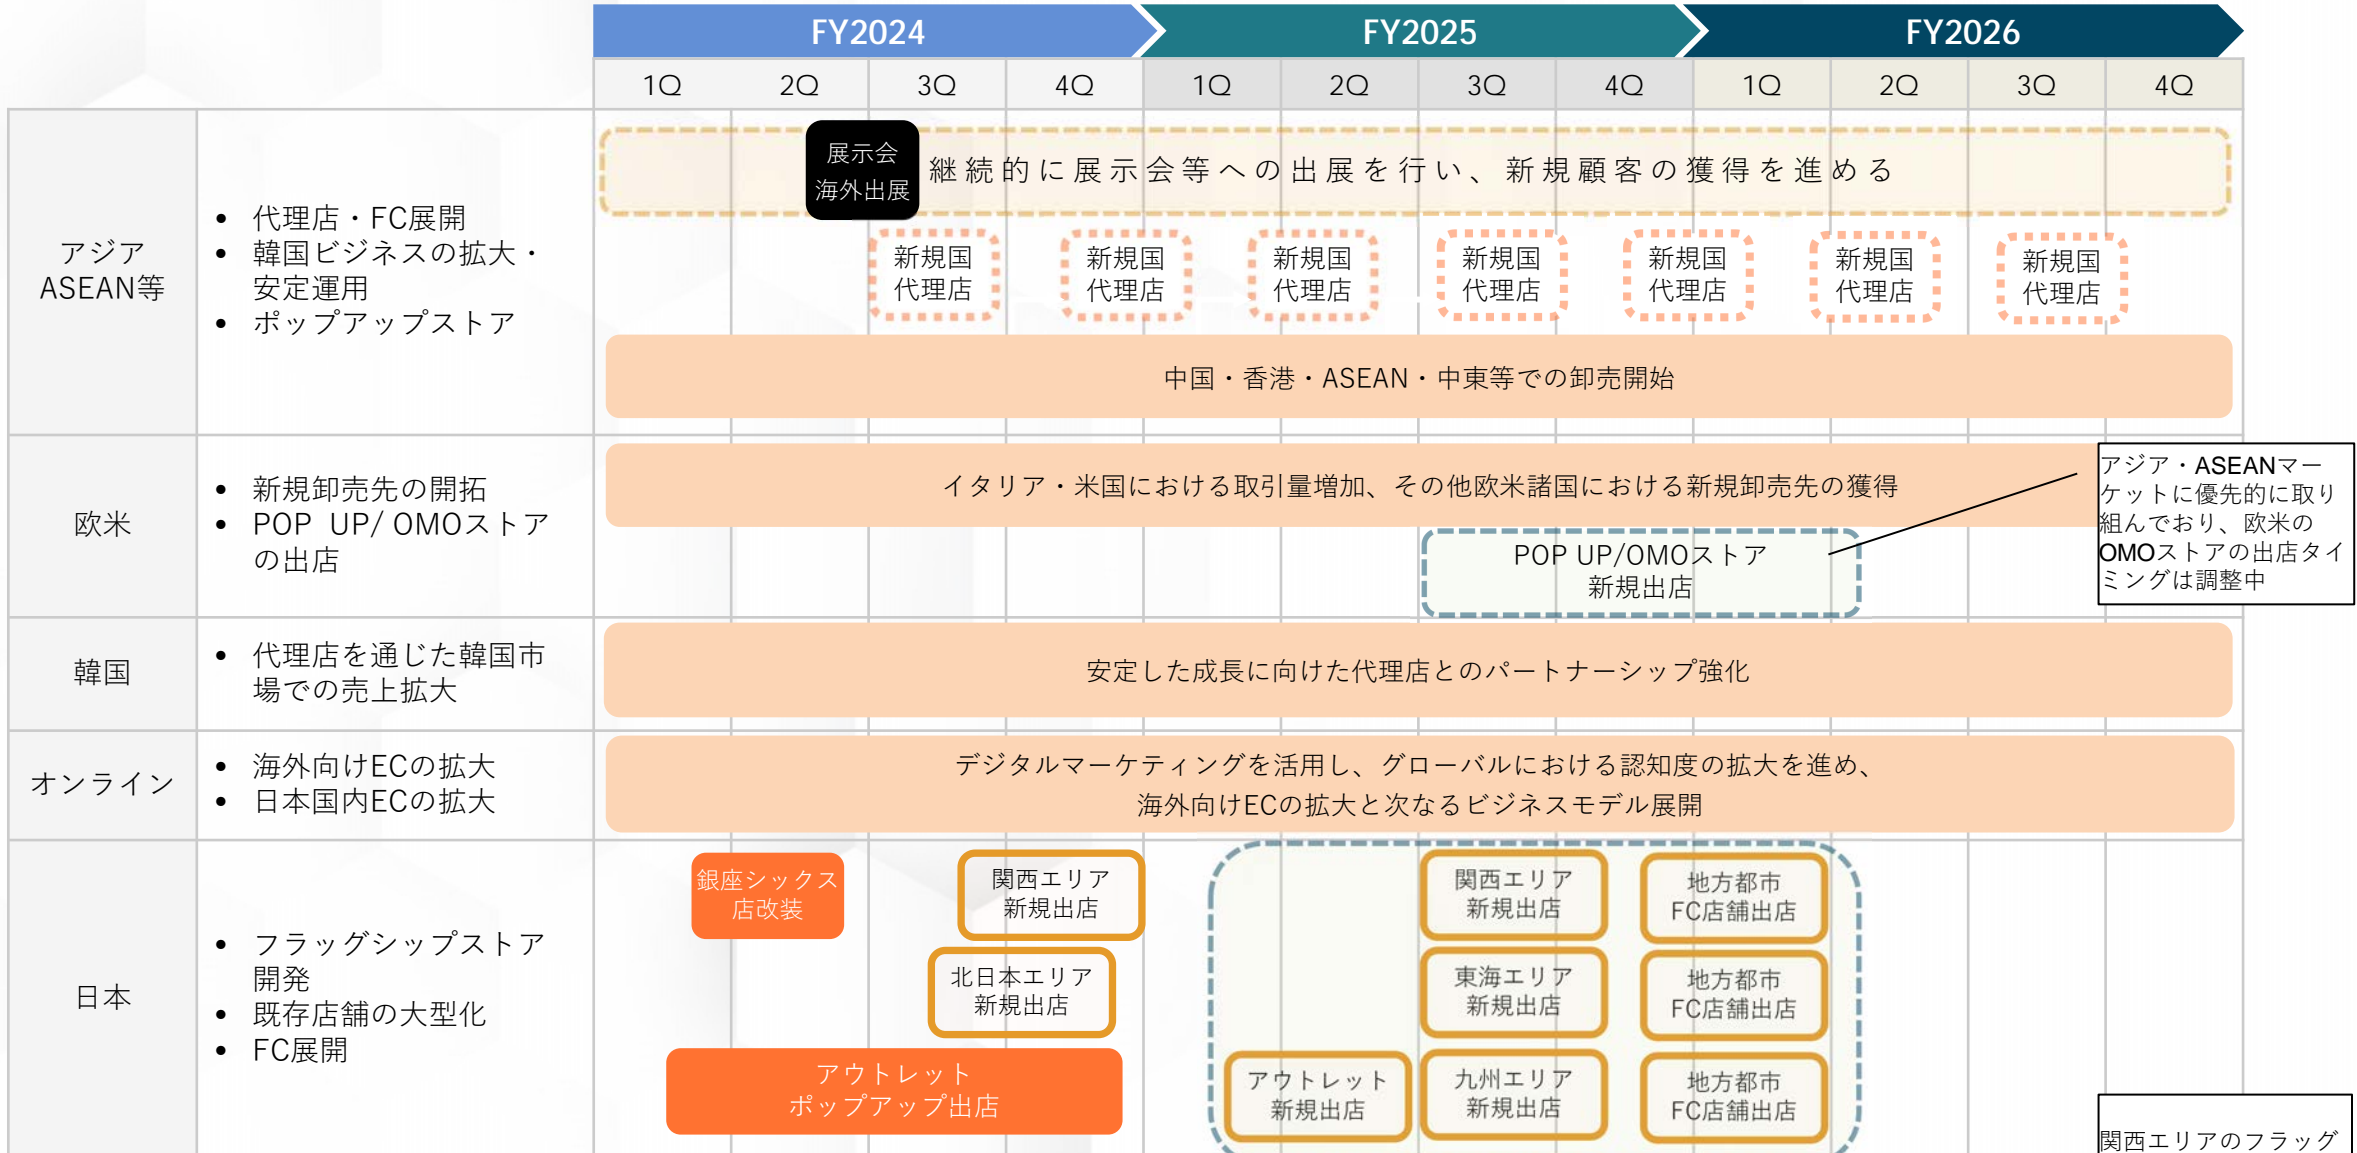 FY2024
FY2025
FY2026
1Q
2Q
3Q
4Q
1Q
2Q
3Q
4Q
1Q
2Q
3Q
4Q
アジア
ASEAN等
• 代理店・FC展開
• 韓国ビジネスの拡大・
安定運用
• ポップアップストア
展示会
海外出展
継続的に展示会等への出展を行い、新規顧客の獲得を進める
新規国
代理店
新規国
代理店
新規国
代理店
新規国
代理店
新規国
代理店
新規国
代理店
新規国
代理店
中国・香港・ASEAN・中東等での卸売開始
欧米
• 新規卸売先の開拓
• POP UP/ OMOストア
の出店
イタリア・米国における取引量増加、その他欧米諸国における新規卸売先の獲得
POP UP/OMOストア
新規出店
アジア・ASEANマー
ケットに優先的に取り
組んでおり、欧米の
OMOストアの出店タイ
ミングは調整中
韓国
• 代理店を通じた韓国市
場での売上拡大
安定した成長に向けた代理店とのパートナーシップ強化
オンライン
• 海外向けECの拡大
• 日本国内ECの拡大
デジタルマーケティングを活用し、グローバルにおける認知度の拡大を進め、
海外向けECの拡大と次なるビジネスモデル展開
日本
• フラッグシップストア
開発
• 既存店舗の大型化
• FC展開
銀座シックス
店改装
関西エリア
新規出店
北日本エリア
新規出店
アウトレット
ポップアップ出店
アウトレット
新規出店
関西エリア
新規出店
東海エリア
新規出店
九州エリア
新規出店
地方都市
FC店舗出店
地方都市
FC店舗出店
地方都市
FC店舗出店
関西エリアのフラッグ